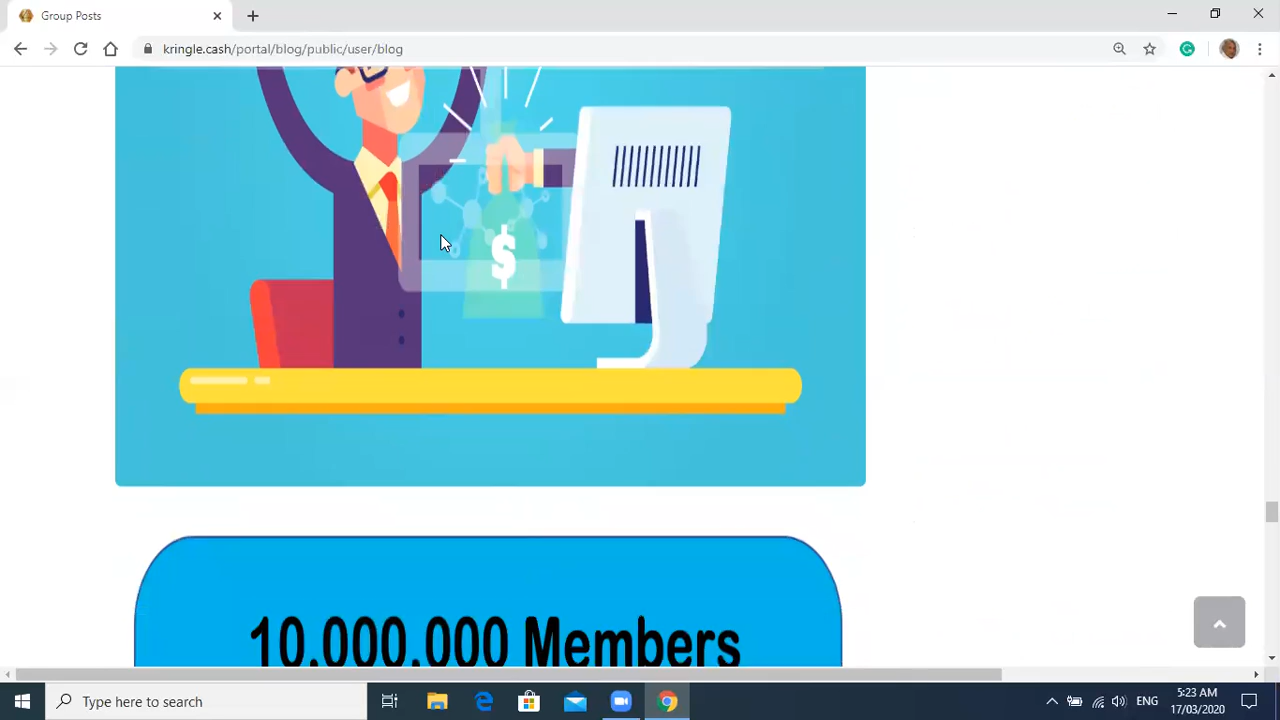 Group Posts
kringle.cash/portal/blog/public/user/blog
$
10,000,000 Members
Type here to search
ENG
5:23 AM
17/03/2020